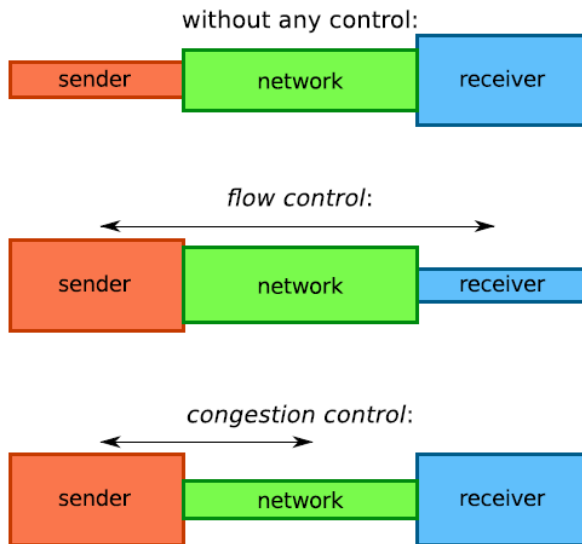 without any control:
sender network receiver
flow control:
sender network receiver
congestion control:
sender network receiver